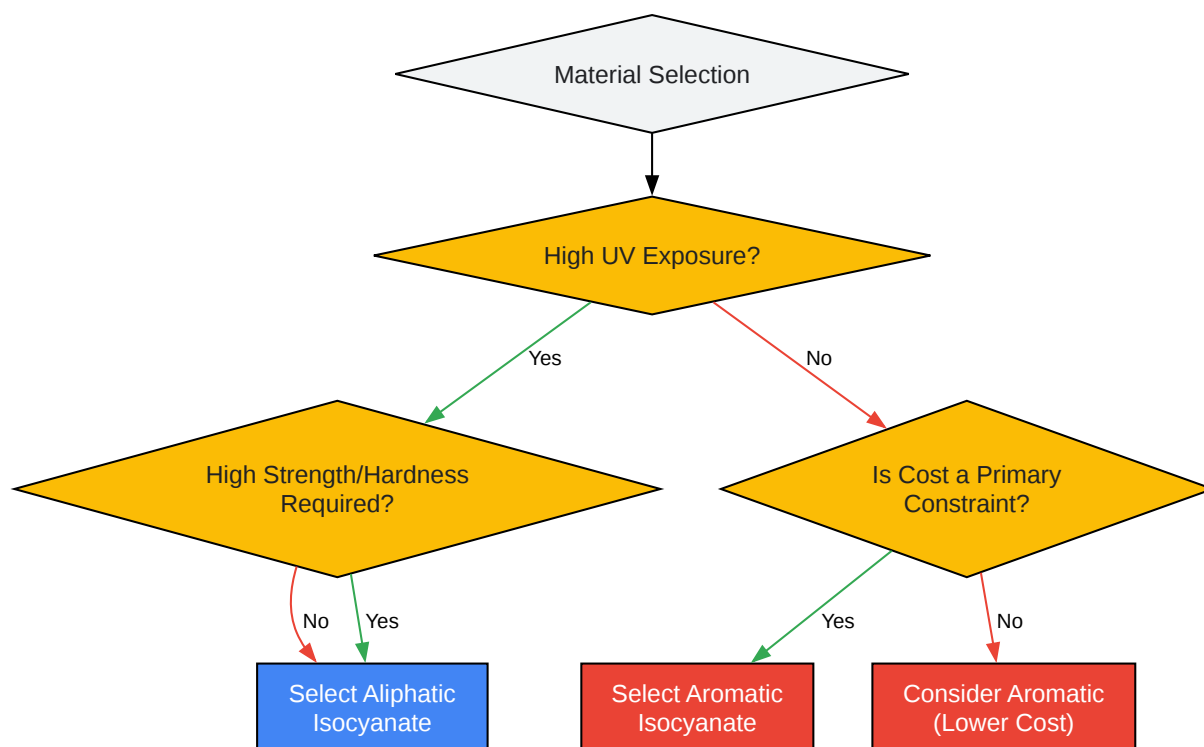 Material Selection
High UV Exposure?
Yes
No
High Strength/Hardness
Required?
Is Cost a Primary
Constraint?
No
Yes
Yes
No
Select Aliphatic
Isocyanate
Select Aromatic
Isocyanate
Consider Aromatic
(Lower Cost)